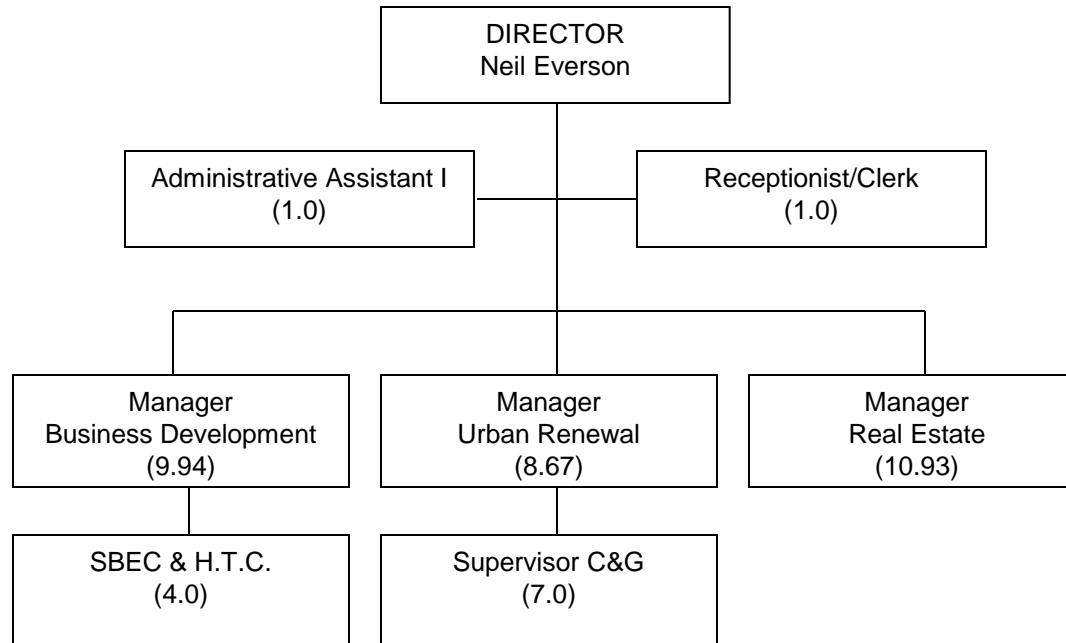 DIRECTOR
Neil Everson
Administrative Assistant I
(1.0)
Receptionist/Clerk
(1.0)
Manager
Business Development
(9.94)
Manager
Urban Renewal
(8.67)
Manager
Real Estate
(10.93)
SBEC & H.T.C.
(4.0)
Supervisor C&G
(7.0)